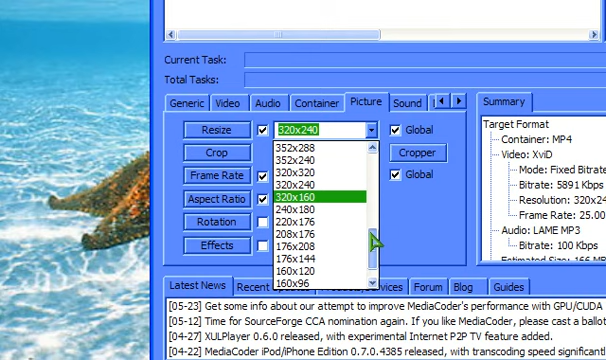 Current Task:
Total Tasks:
Generic Video Audio Container Picture Sound
Summary
Resize 320x240 Global
Crop Cropper
Frame Rate Global
Aspect Ratio
Rotation
Effects
352x288
352x240
320x320
320x240
320x160
240x180
220x176
208x176
176x208
176x144
160x120
160x96
Target Format
Container: MP4
Video: XviD
Mode: Fixed Bitrate
Bitrate: 5891 Kbps
Resolution: 320x24
Frame Rate: 25.00
Audio: LAME MP3
Bitrate: 100 Kbps
Estimated Size: 166 MB
Latest News Recent Forum Blog Guides
[05-23] Get some info about our attempt to improve MediaCoder's performance with GPU/CUDA
[05-12] Time for SourceForge CCA nomination again. If you like MediaCoder, please cast a ballot
[04-27] XULPlayer 0.6.0 released, with experimental Internet P2P TV feature added.
[04-22] MediaCoder iPod/iPhone Edition 0.7.0.4385 released, with transcoding speed significantl